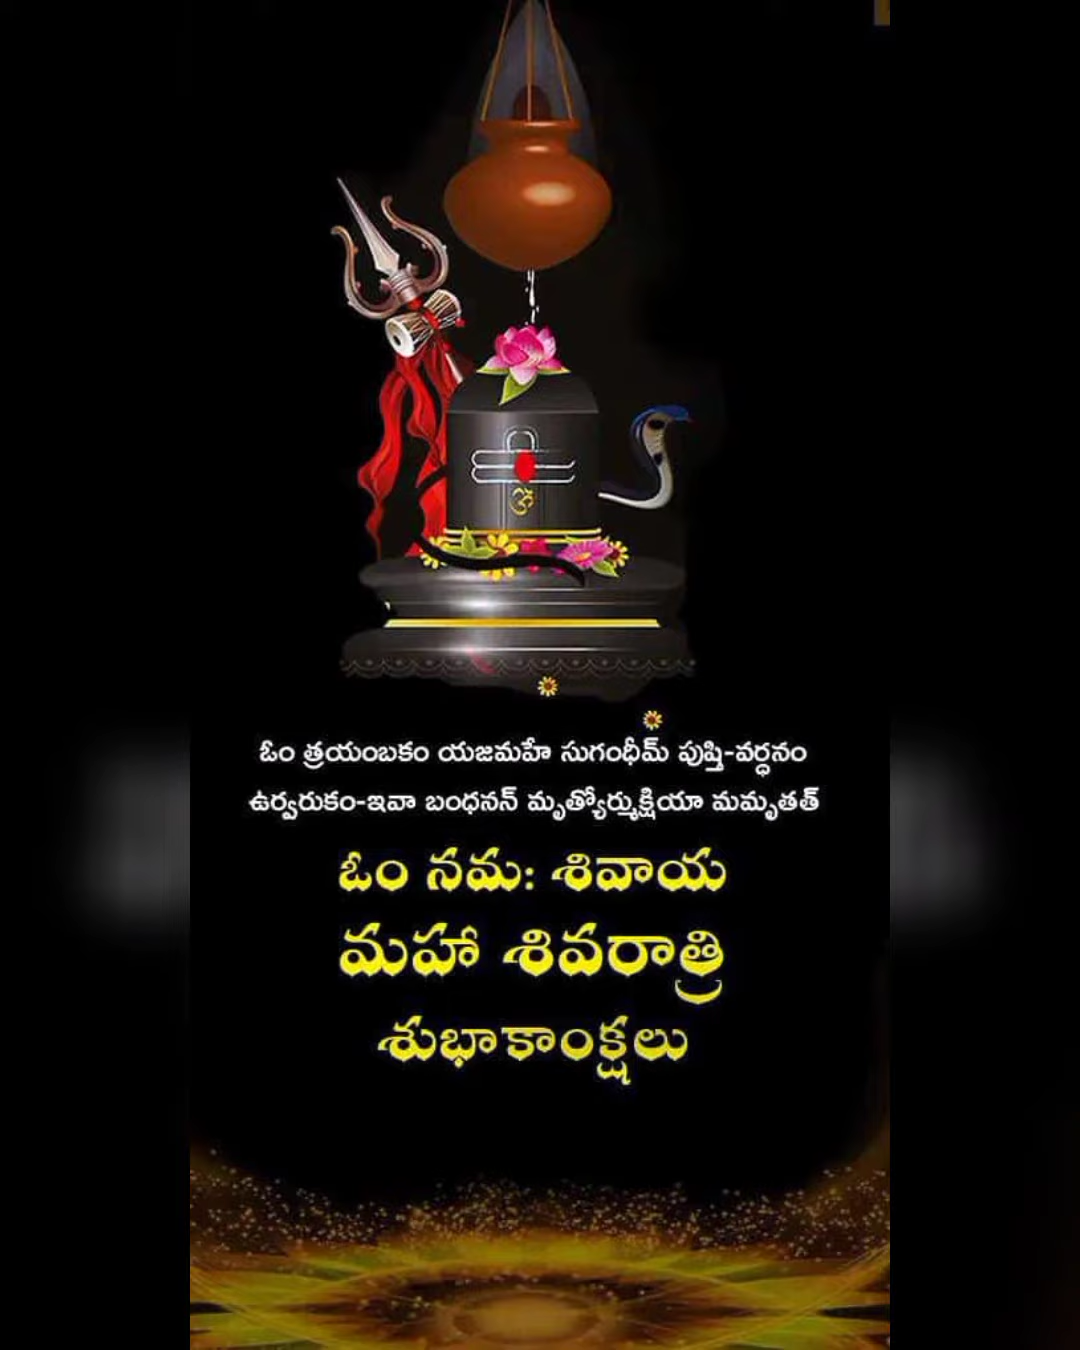 ॐ
ఓం త్రయంబకం యజమహే సుగంధీమ్ పుష్తి-వర్ధనం
ఉర్వరుకం-ఇవా బంధనన్ మృత్యోర్ముక్షియా మమృతత్
ఓం నమ: శివాయ
మహా శివరాత్రి
శుభాకాంక్షలు